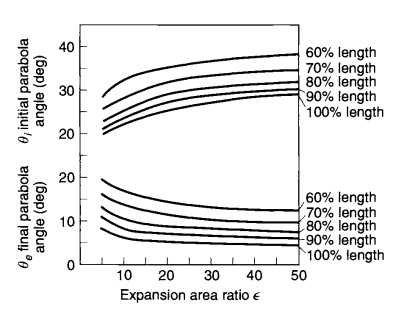 θi initial parabola
angle (deg)
40
30
20
60% length
70% length
80% length
90% length
100% length
θe final parabola
angle (deg)
20
10
0
60% length
70% length
80% length
90% length
100% length
10 20 30 40 50
Expansion area ratio ϵ